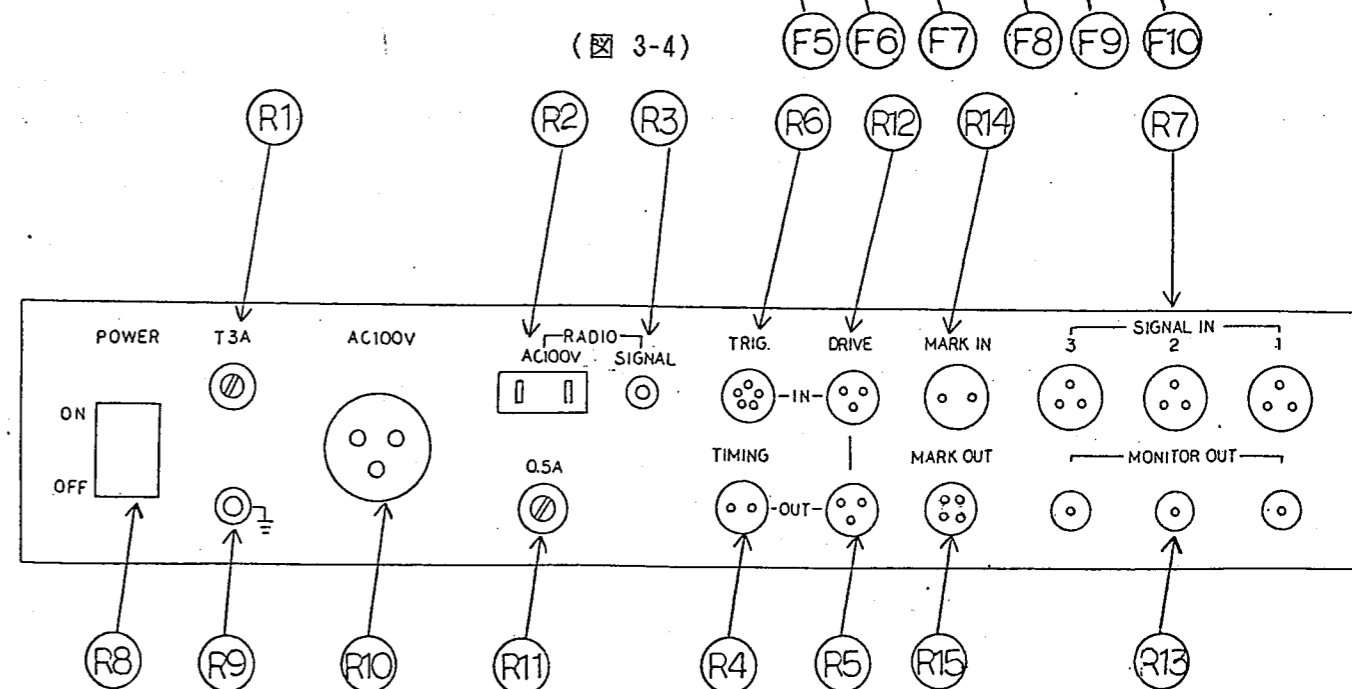 F5 F6 F7 F8 F9 F10
(図 3-4)
R1 R2 R3 R6 R12 R14 R7
POWER T3A AC100V RADIO TRIG. DRIVE MARK IN SIGNAL IN
AC100V SIGNAL 3 2 1
ON -IN-
OFF 0.5A TIMING MARK OUT MONITOR OUT
-OUT-
R8 R9 R10 R11 R4 R5 R15 R13